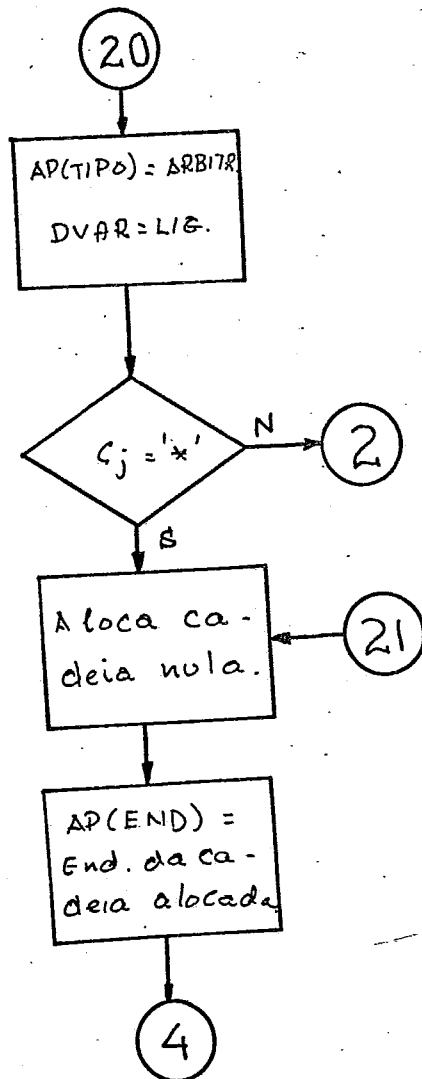 20
AP(TIPO) = ARBITR.
DVAR = LIG.
Cj = '*'
N
2
S
Aloca ca-
deia nula.
21
AP(END) =
End. da ca-
deia alocada
4